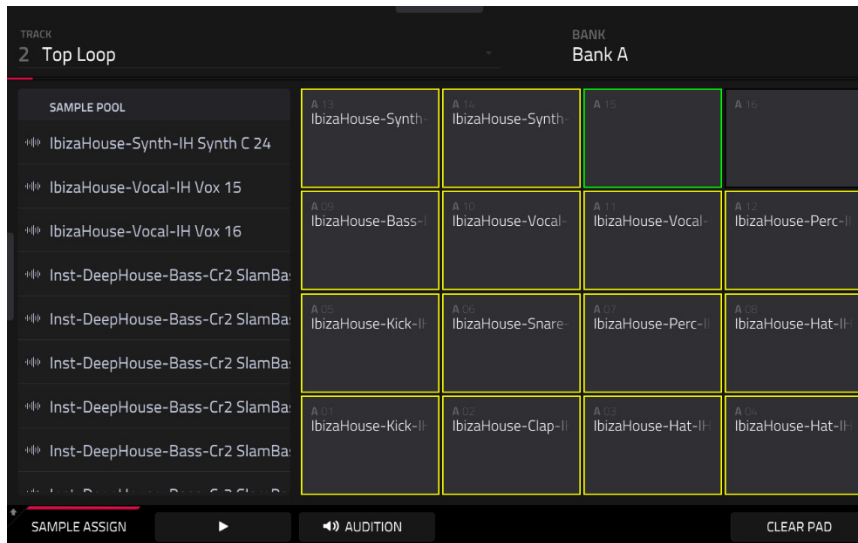 TRACK
BANK
2 Top Loop
Bank A
SAMPLE POOL
IbizaHouse-Synth-IH Synth C 24
IbizaHouse-Vocal-IH Vox 15
IbizaHouse-Vocal-IH Vox 16
Inst-DeepHouse-Bass-Cr2 SlamBa
Inst-DeepHouse-Bass-Cr2 SlamBa
Inst-DeepHouse-Bass-Cr2 SlamBa
Inst-DeepHouse-Bass-Cr2 SlamBa
Inst-DeepHouse-Bass-Cr2 SlamBa
A 13
IbizaHouse-Synth-
A 14
IbizaHouse-Synth-
A 15
A 16
A 09
IbizaHouse-Bass-I
A 10
IbizaHouse-Vocal-
A 11
IbizaHouse-Vocal-
A 12
IbizaHouse-Perc-I
A 05
IbizaHouse-Kick-IH
A 06
IbizaHouse-Snare-
A 07
IbizaHouse-Perc-I
A 08
IbizaHouse-Hat-IH
A 01
IbizaHouse-Kick-IH
A 02
IbizaHouse-Clap-I
A 03
IbizaHouse-Hat-IH
A 04
IbizaHouse-Hat-IH
SAMPLE ASSIGN
AUDITION
CLEAR PAD